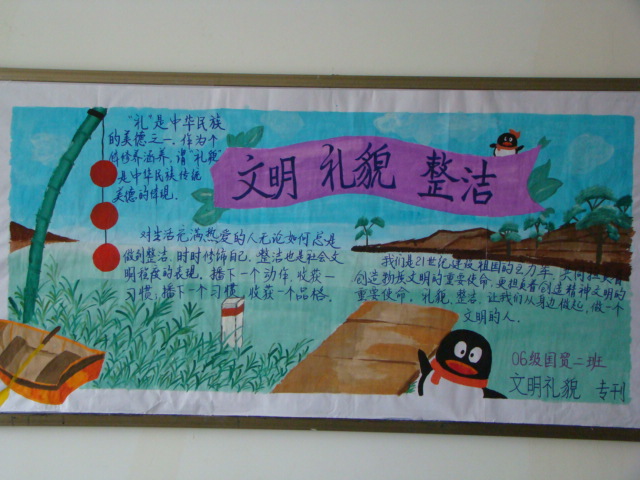 文明 礼貌 整洁
"礼"是中华民族
的美德之一.作为个
修养涵养,谓"礼貌"
是中华民族传统
美德的体现.
对生活充满热爱的人无论如何总是
做到整洁.时时修饰自己.整洁也是社会文
明程度的表现.播下一个动作,收获一
习惯.播下一个习惯,收获一个品格.
我们是21世纪建设祖国的主力军,共同担负着
创造物质文明的重要使命,更担负着创造精神文明的
重要使命,礼貌、整洁,让我们从身边做起,做一个
文明的人.
06级国贸二班
文明礼貌 专刊